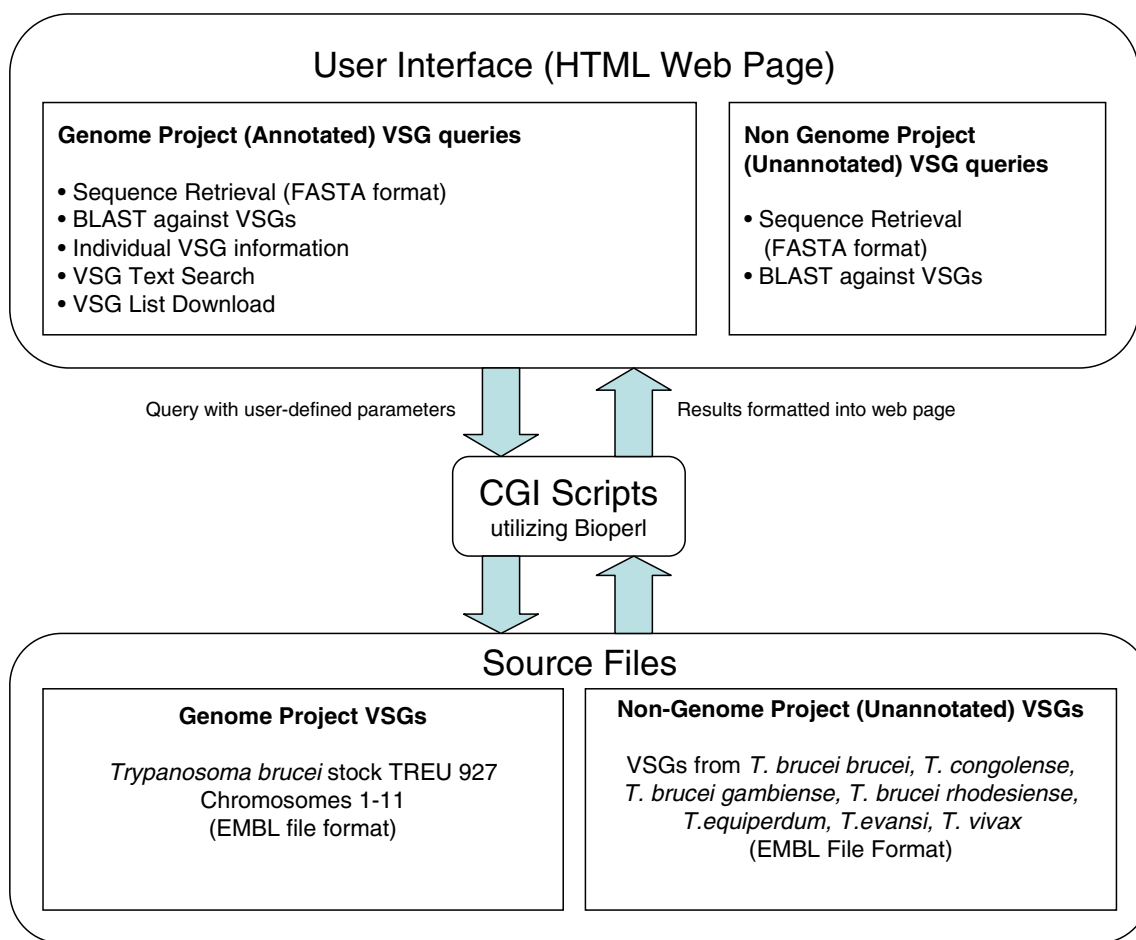 User Interface (HTML Web Page)
Genome Project (Annotated) VSG queries
• Sequence Retrieval (FASTA format)
• BLAST against VSGs
• Individual VSG information
• VSG Text Search
• VSG List Download
Non Genome Project
(Unannotated) VSG queries
• Sequence Retrieval
(FASTA format)
• BLAST against VSGs
Query with user-defined parameters
Results formatted into web page
CGI Scripts
utilizing Bioperl
Source Files
Genome Project VSGs
Trypanosoma brucei stock TREU 927
Chromosomes 1-11
(EMBL file format)
Non-Genome Project (Unannotated) VSGs
VSGs from T. brucei brucei, T. congolense,
T. brucei gambiense, T. brucei rhodesiense,
T.equiperdum, T.evansi, T. vivax
(EMBL File Format)